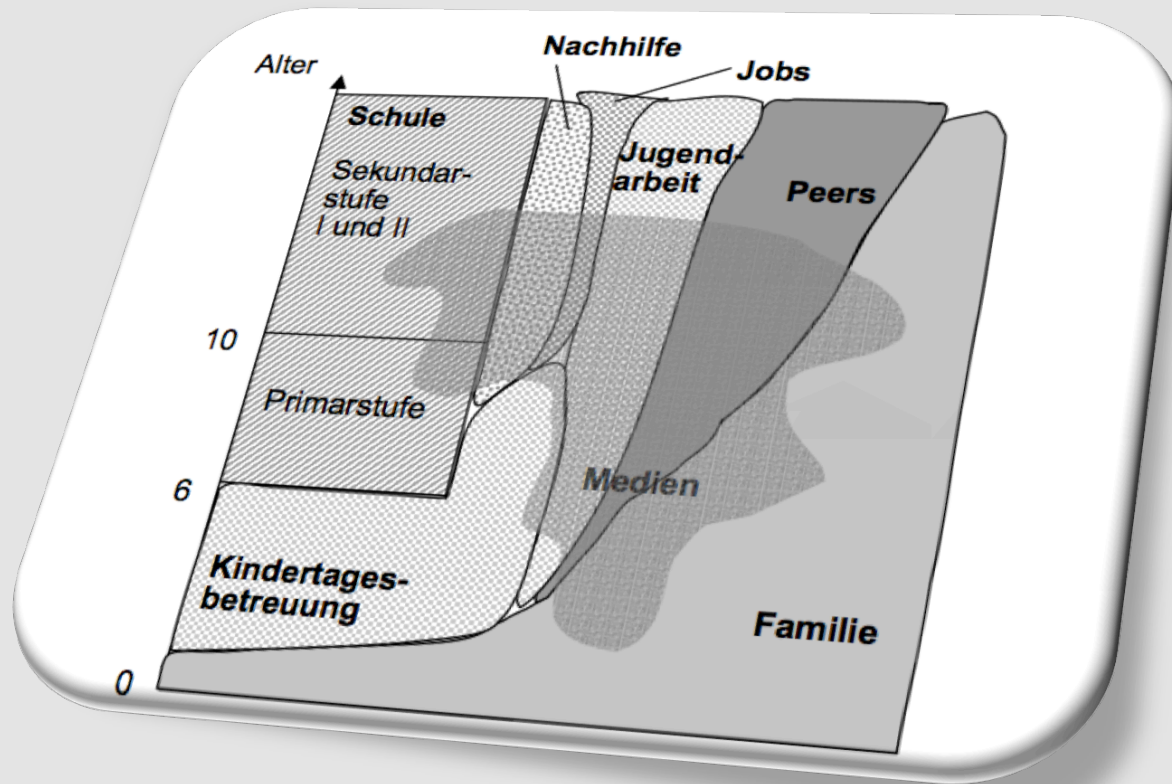 Nachhilfe
Alter
Jobs
Schule
Sekundar-
stufe
I und II
Jugend-
arbeit
Peers
10
Primarstufe
Medien
6
Kindertages-
betreuung
Familie
0